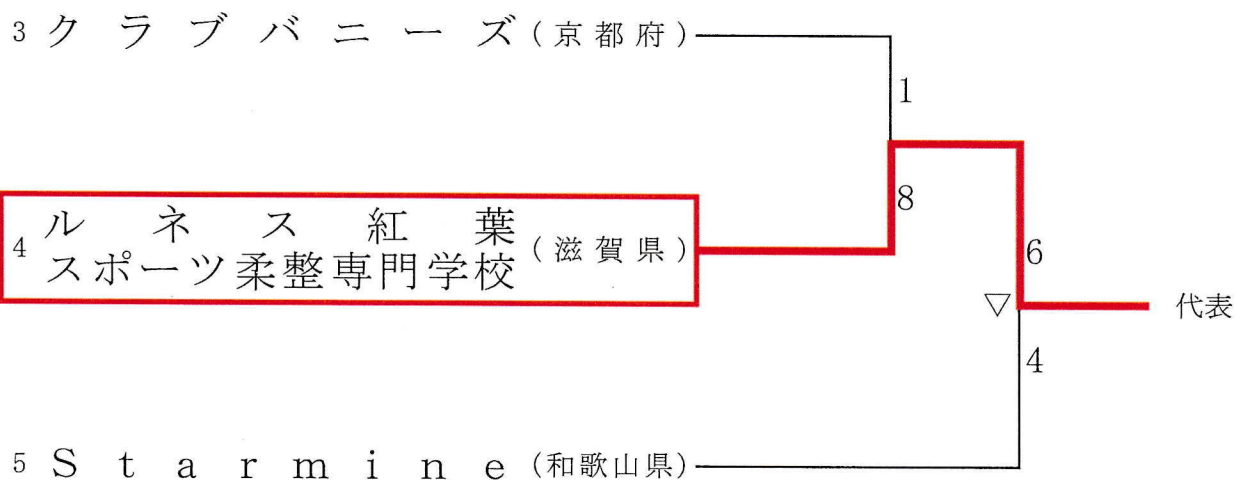 3 クラブバニーズ(京都府)
1
8
4 ルネス紅葉
スポーツ柔整専門学校
(滋賀県)
6
▽
代表
4
5 Starmine(和歌山県)